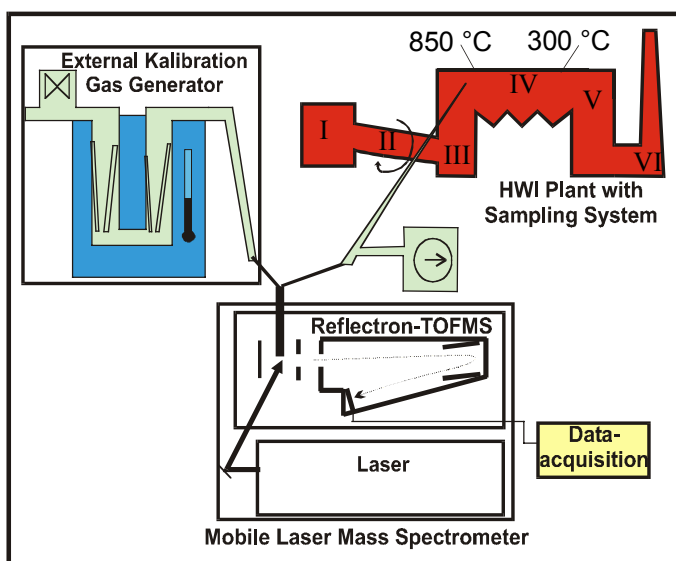 External Kalibration
Gas Generator
850 °C
300 °C
I
II
III
IV
V
VI
HWI Plant with
Sampling System
Reflectron-TOFMS
Laser
Data-
acquisition
Mobile Laser Mass Spectrometer